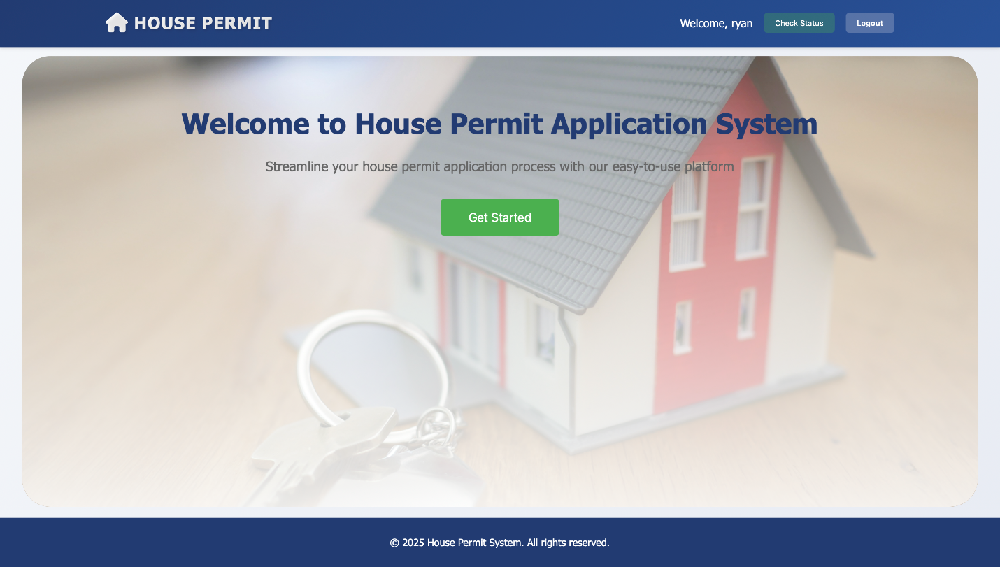 HOUSE PERMIT
Welcome, ryan
Check Status
Logout
Welcome to House Permit Application System
Streamline your house permit application process with our easy-to-use platform
Get Started
© 2025 House Permit System. All rights reserved.